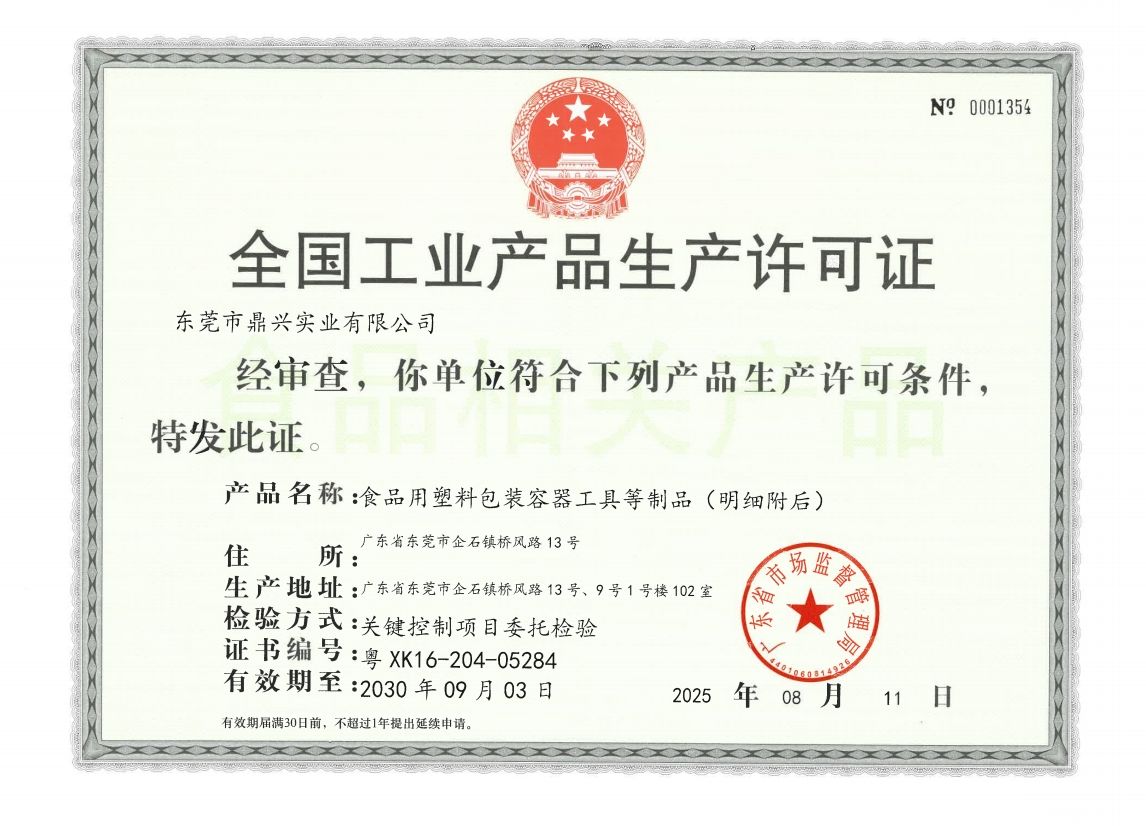 Nº 0001354
全国工业产品生产许可证
东莞市鼎兴实业有限公司
食品相关产品
经审查，你单位符合下列产品生产许可条件，
特发此证。
产品名称：食品用塑料包装容器工具等制品（明细附后）
住 所：广东省东莞市企石镇桥风路13号
生产地址：广东省东莞市企石镇桥风路13号、9号1号楼102室
检验方式：关键控制项目委托检验
证书编号：粤XK16-204-05284
有效期至：2030年09月03日
广东省市场监督管理局
4401060814926
2025 年 08 月 11 日
有效期届满30日前，不超过1年提出延续申请。